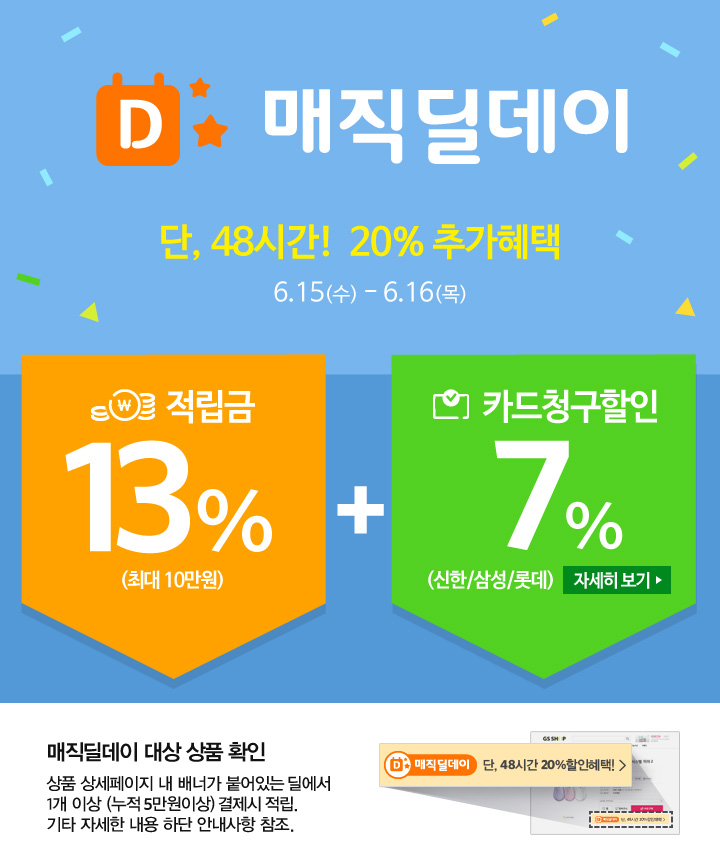 D 매직딜데이
단, 48시간! 20% 추가혜택
6.15(수) - 6.16(목)
₩ 적립금
13%
(최대 10만원)
+
카드청구할인
7%
(신한/삼성/롯데) 자세히 보기
매직딜데이 대상 상품 확인
상품 상세페이지 내 배너가 붙어있는 딜에서
1개 이상 (누적 5만원이상) 결제시 적립.
기타 자세한 내용 하단 안내사항 참조.
GS SHOP
D 매직딜데이 단, 48시간 20%할인혜택! >